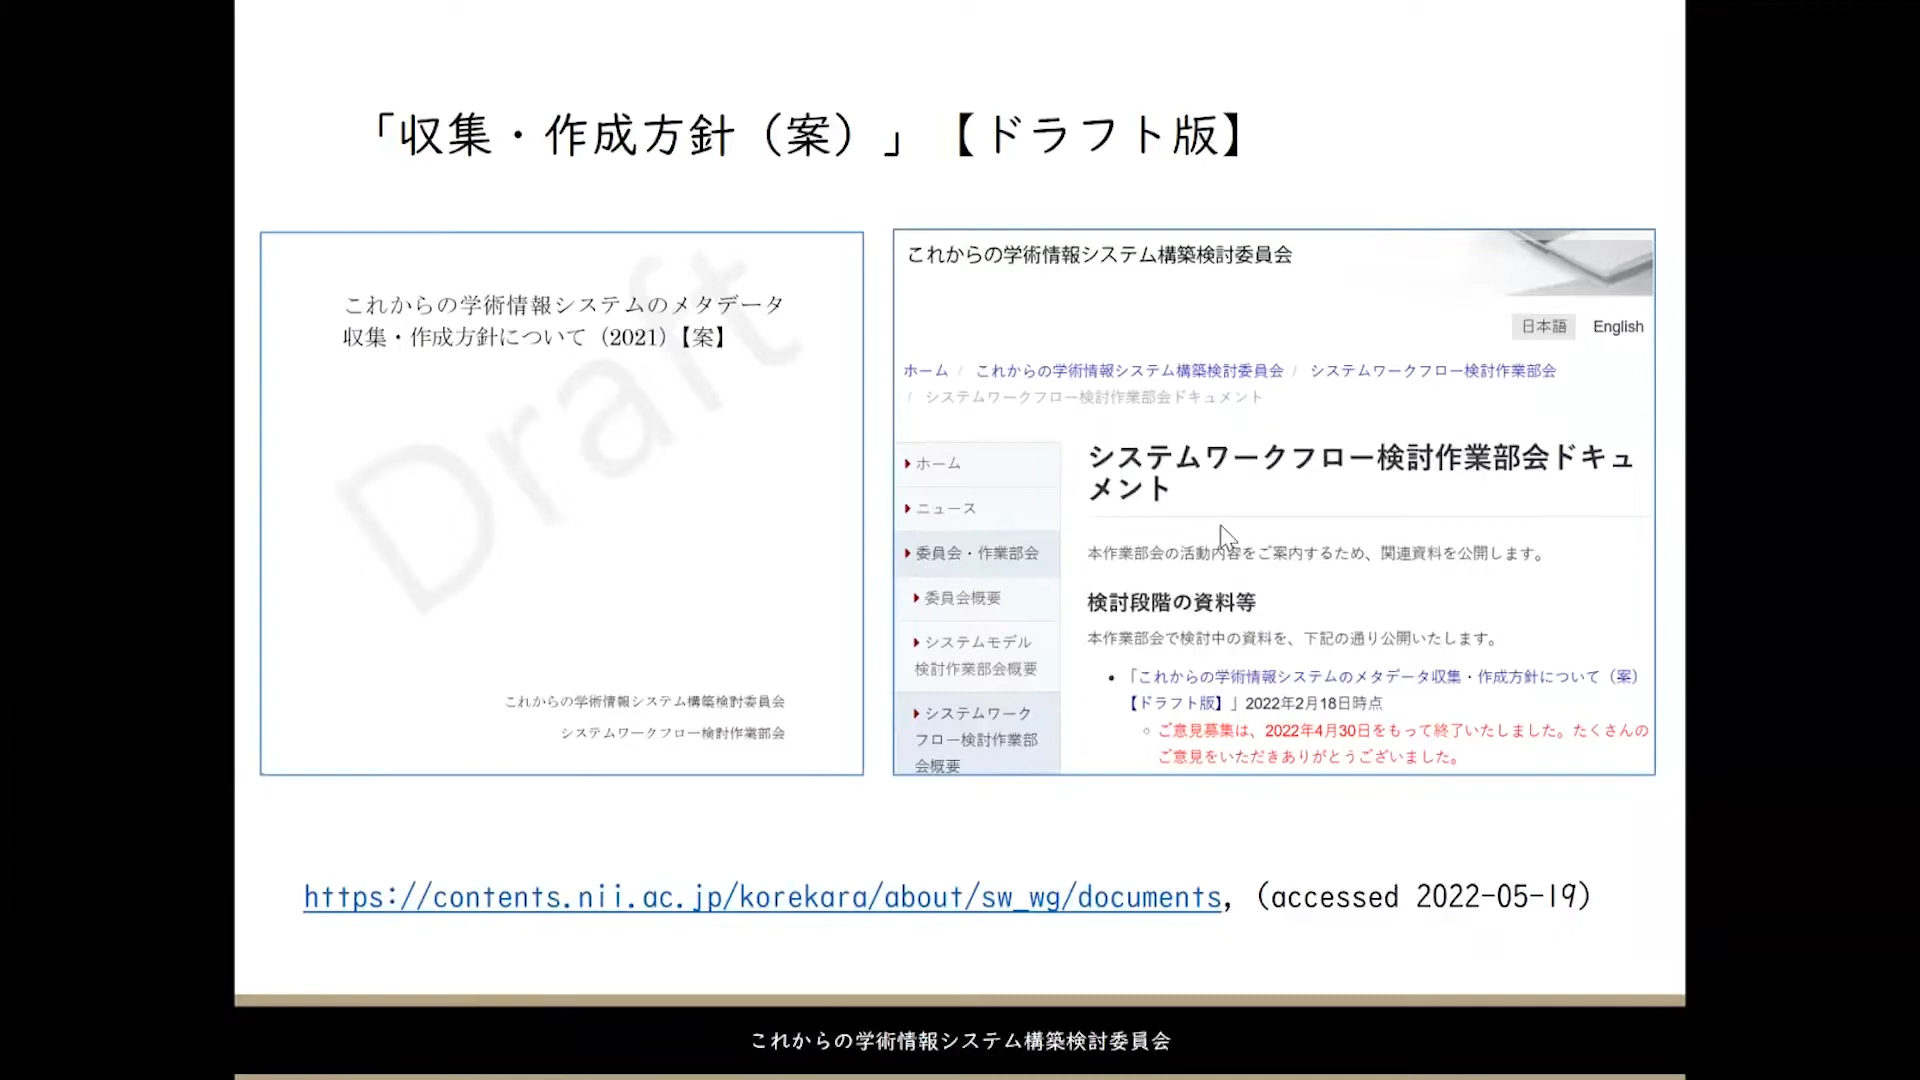 「収集・作成方針（案）」【ドラフト版】
Draft
これからの学術情報システムのメタデータ
収集・作成方針について（2021）【案】
これからの学術情報システム構築検討委員会
システムワークフロー検討作業部会
これからの学術情報システム構築検討委員会
日本語 English
ホーム / これからの学術情報システム構築検討委員会 / システムワークフロー検討作業部会
/ システムワークフロー検討作業部会ドキュメント
ホーム
ニュース
委員会・作業部会
委員会概要
システムモデル
検討作業部会概要
システムワーク
フロー検討作業部
会概要
システムワークフロー検討作業部会ドキュ
メント
本作業部会の活動内容をご案内するため、関連資料を公開します。
検討段階の資料等
本作業部会で検討中の資料を、下記の通り公開いたします。
「これからの学術情報システムのメタデータ収集・作成方針について（案）
【ドラフト版】」2022年2月18日時点
ご意見募集は、2022年4月30日をもって終了いたしました。たくさんの
ご意見をいただきありがとうございました。
https://contents.nii.ac.jp/korekara/about/sw_wg/documents, (accessed 2022-05-19)
これからの学術情報システム構築検討委員会